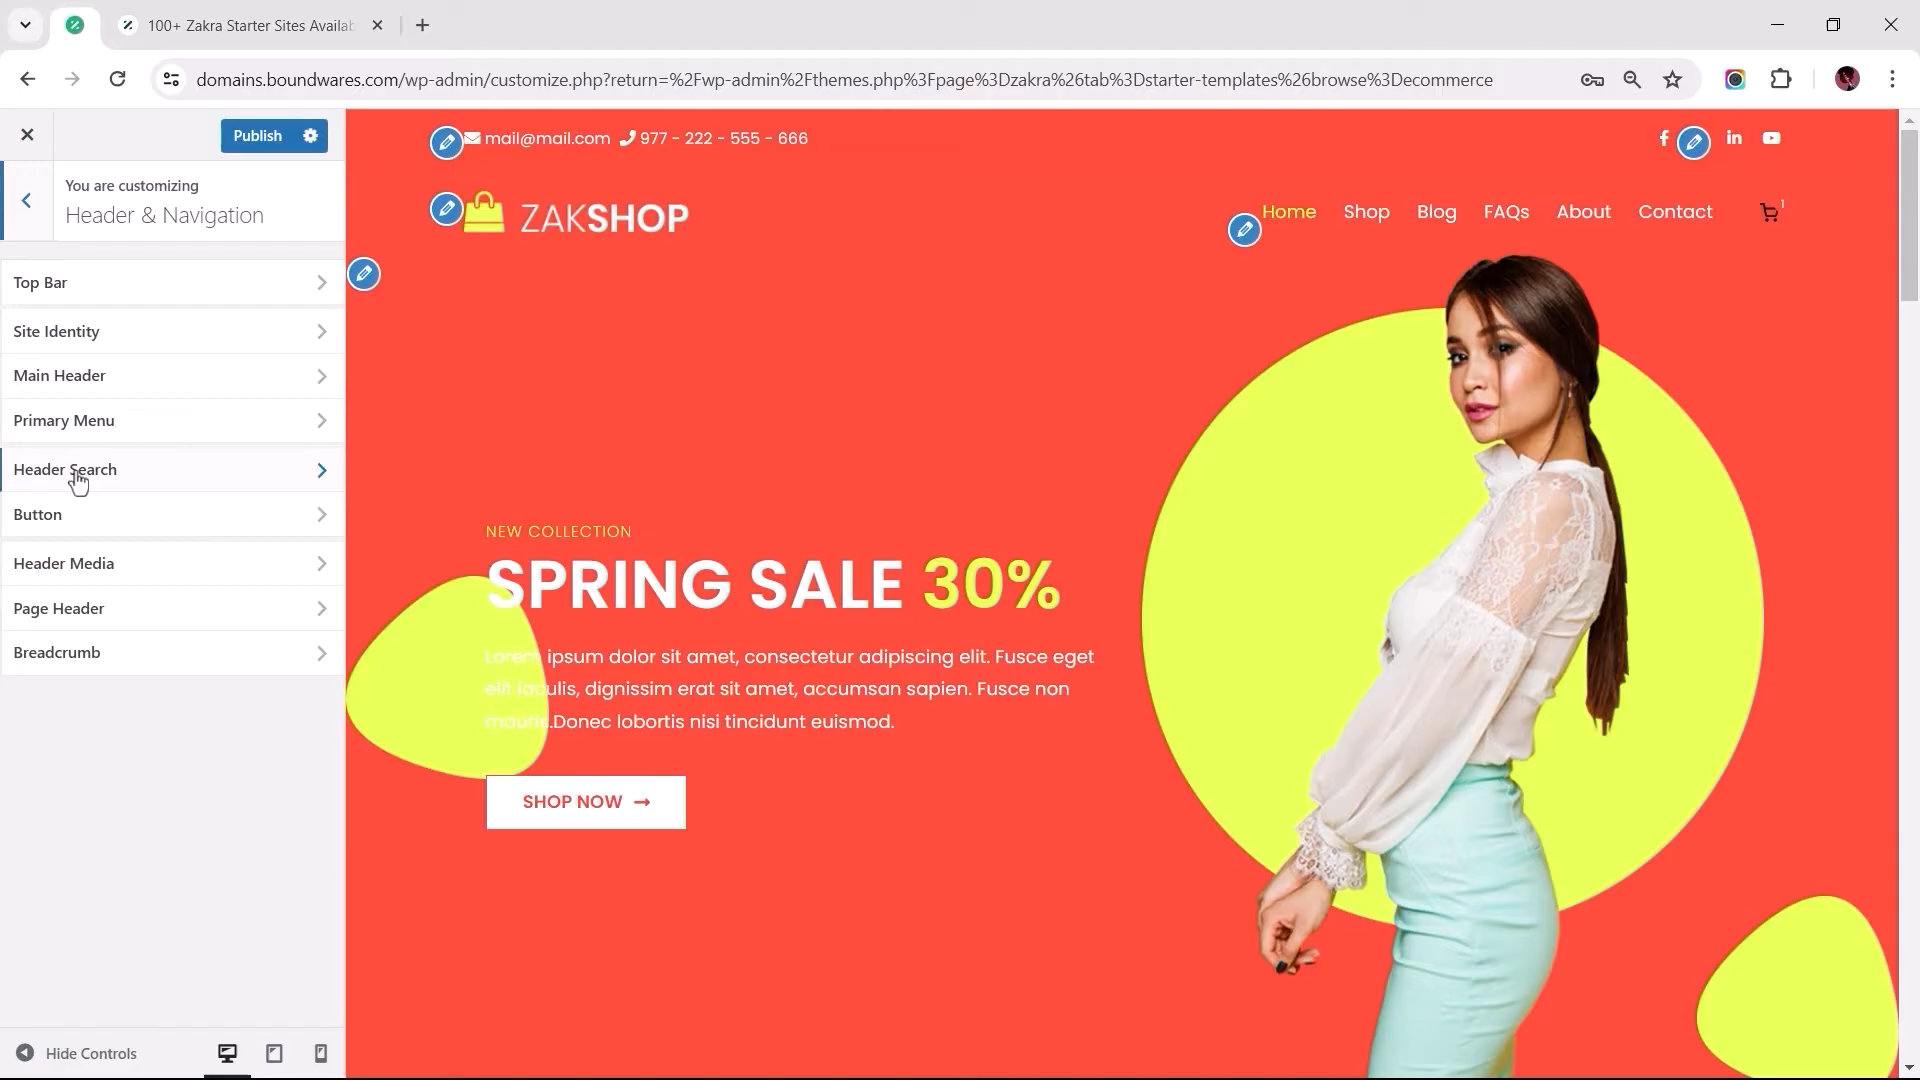 100+ Zakra Starter Sites Availab
domains.boundwares.com/wp-admin/customize.php?return=%2Fwp-admin%2Fthemes.php%3Fpage%3Dzakra%26tab%3Dstarter-templates%26browse%3Decommerce
Publish
You are customizing
Header & Navigation
Top Bar
Site Identity
Main Header
Primary Menu
Header Search
Button
Header Media
Page Header
Breadcrumb
Hide Controls
mail@mail.com 977 - 222 - 555 - 666
ZAKSHOP
Home Shop Blog FAQs About Contact 1
NEW COLLECTION
SPRING SALE 30%
Lorem ipsum dolor sit amet, consectetur adipiscing elit. Fusce eget
elit iaculis, dignissim erat sit amet, accumsan sapien. Fusce non
mauris.Donec lobortis nisi tincidunt euismod.
SHOP NOW